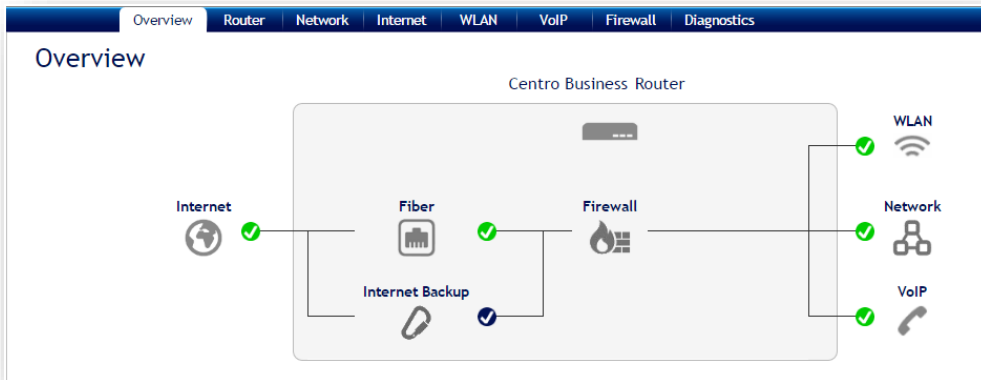 Overview Router Network Internet WLAN VoIP Firewall Diagnostics
Overview
Centro Business Router
WLAN
Internet Fiber Firewall Network
Internet Backup VoIP